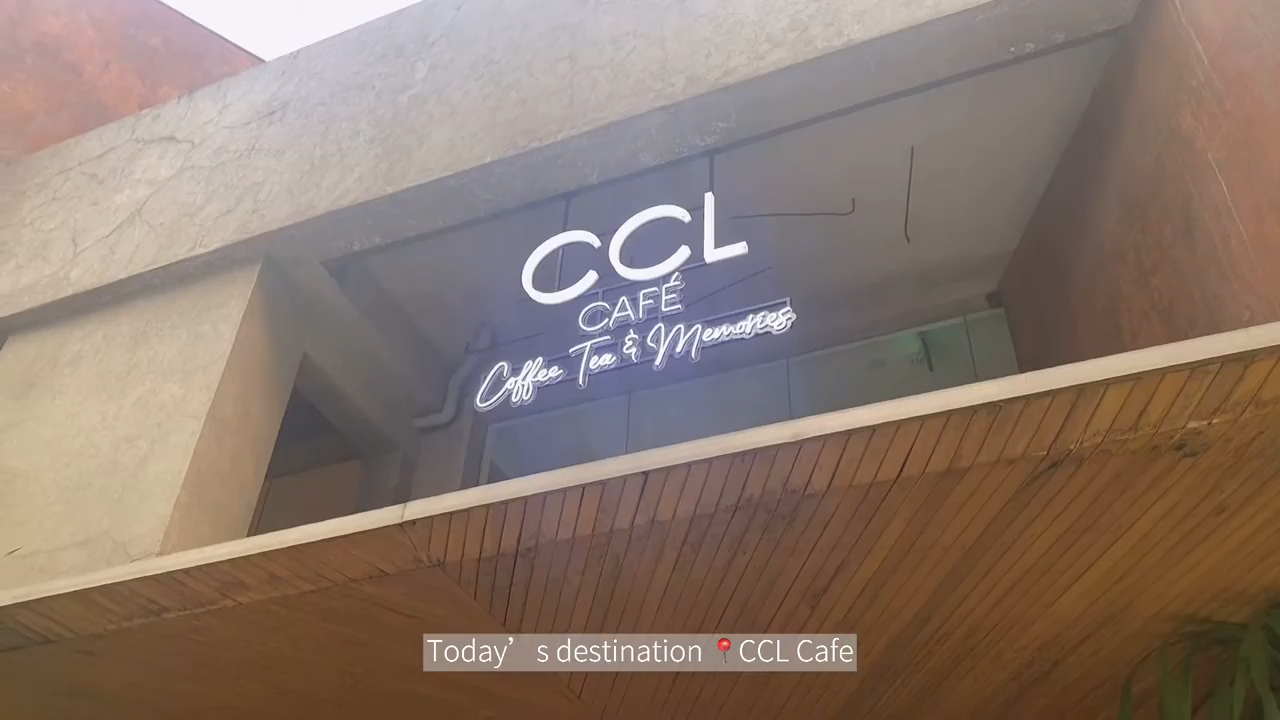 CCL
CAFÉ
Coffee Tea & Memories
Today’s destination 📍CCL Cafe